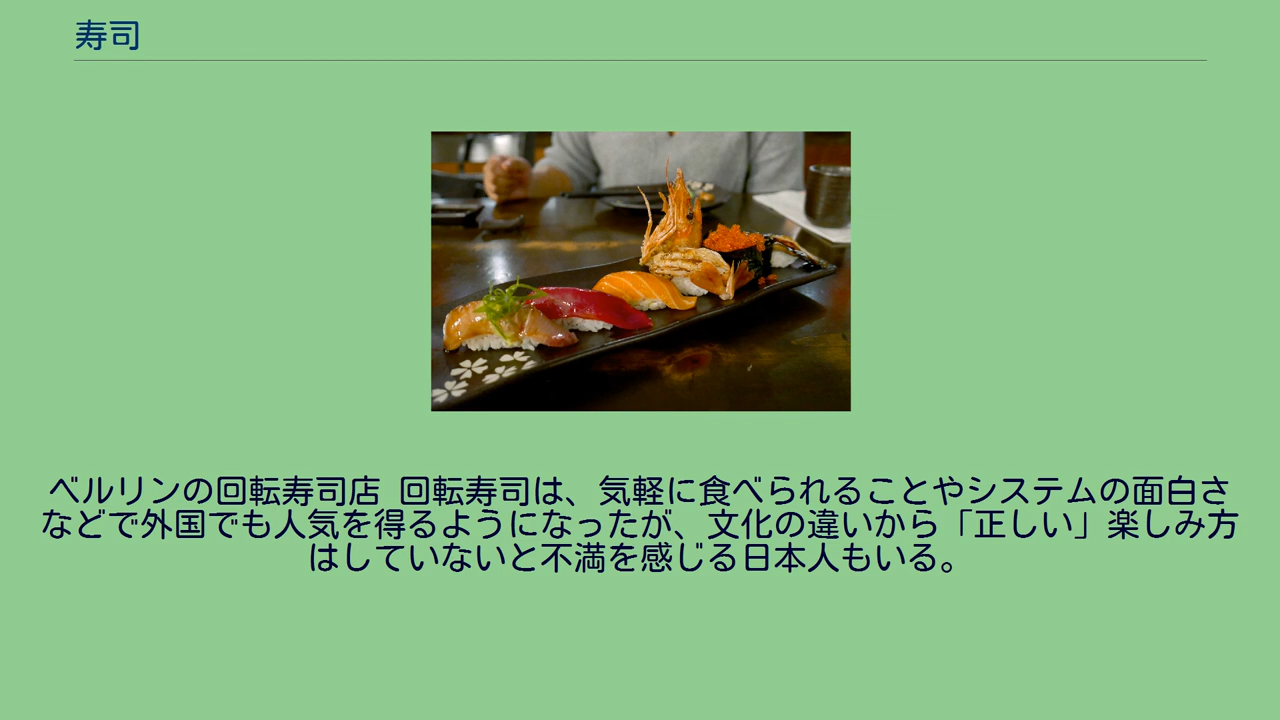 寿司
ベルリンの回転寿司店 回転寿司は、気軽に食べられることやシステムの面白さ
などで外国でも人気を得るようになったが、文化の違いから「正しい」楽しみ方
はしていないと不満を感じる日本人もいる。